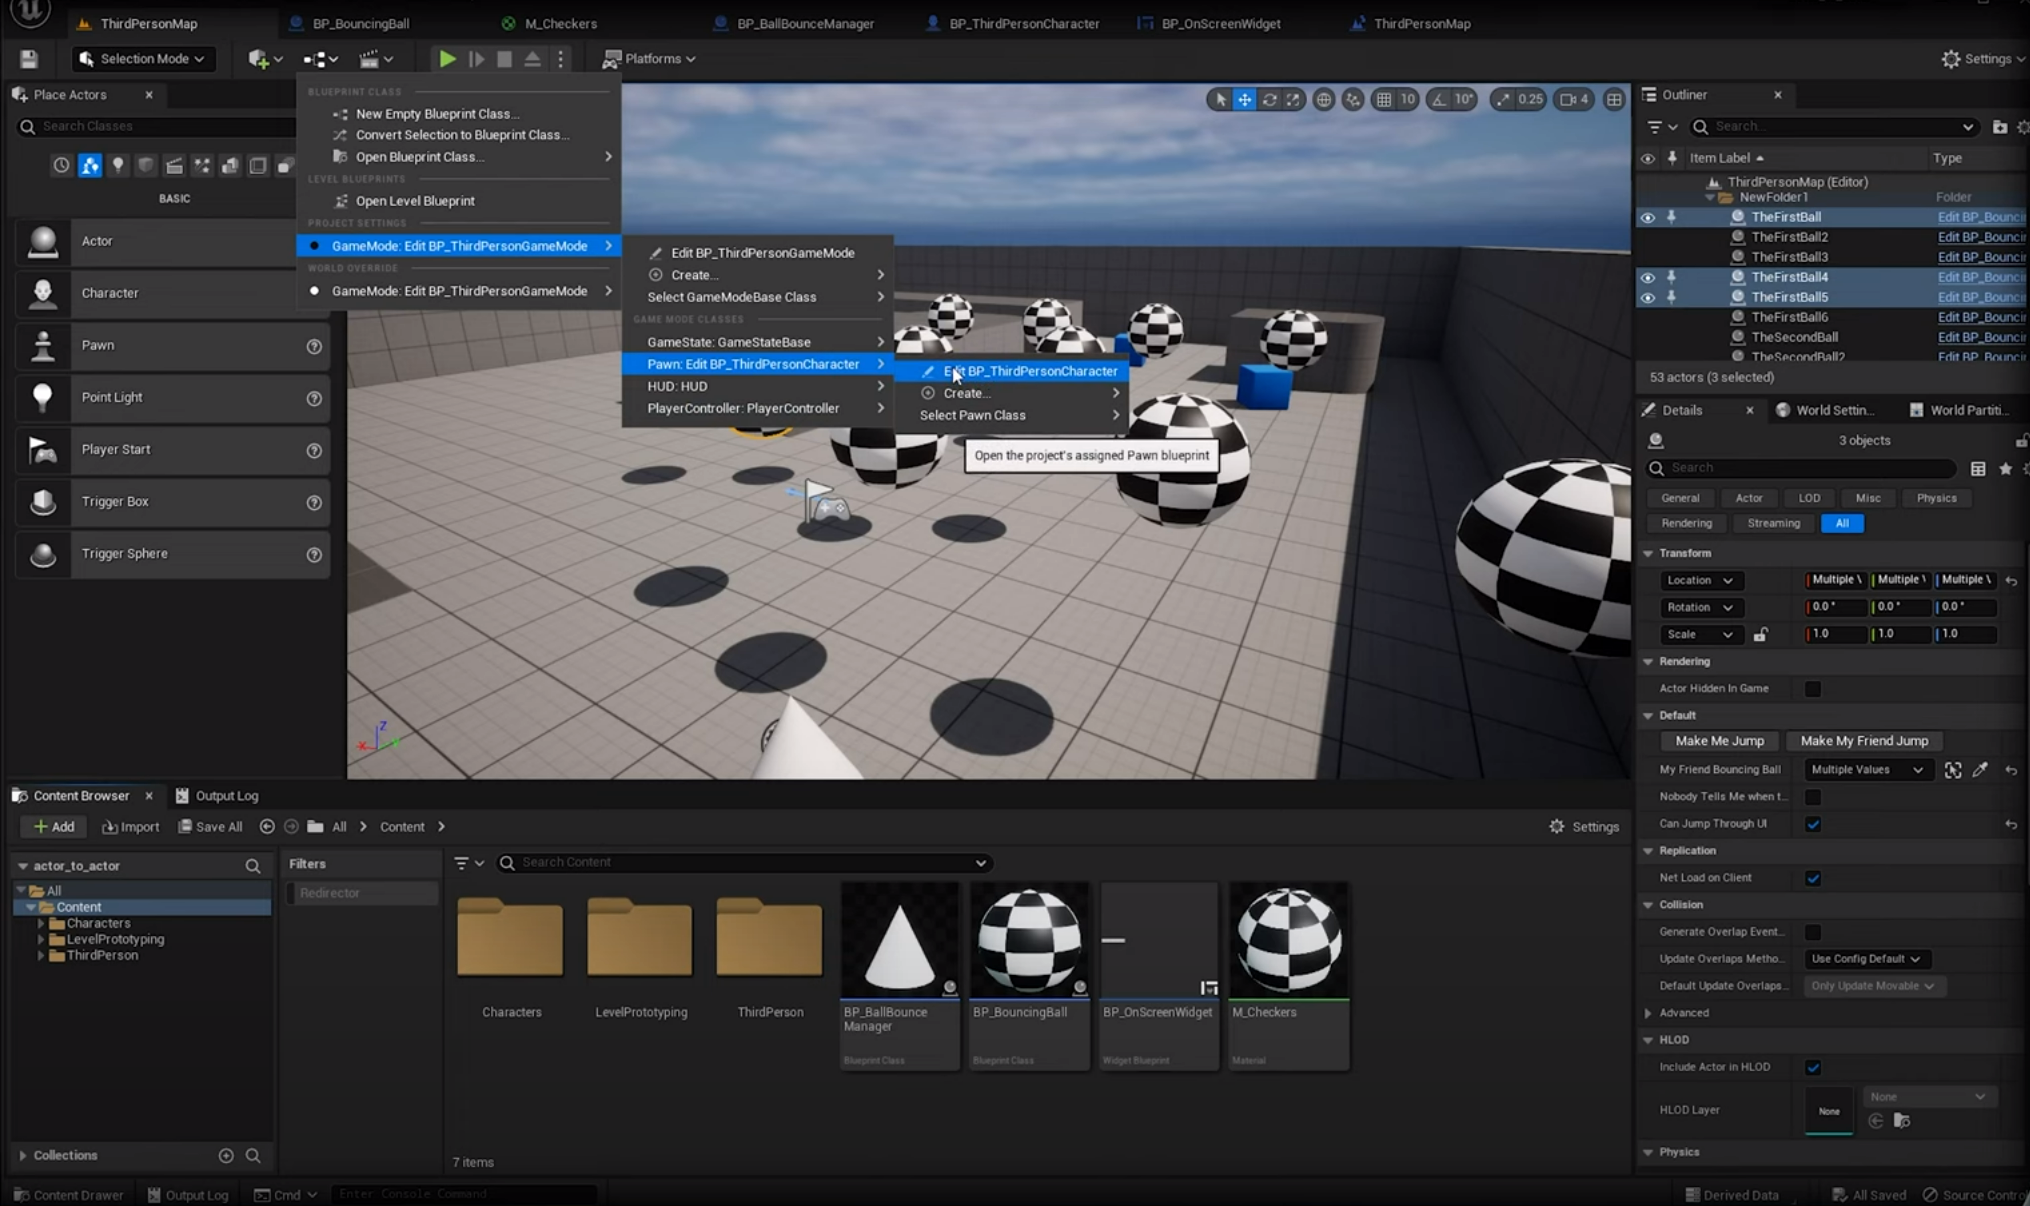 ThirdPersonMap
BP_BouncingBall
M_Checkers
BP_BallBounceManager
BP_ThirdPersonCharacter
BP_OnScreenWidget
ThirdPersonMap
Selection Mode
Platforms
Settings
Place Actors
Search Classes
BASIC
Actor
Character
Pawn
Point Light
Player Start
Trigger Box
Trigger Sphere
BLUEPRINT CLASS
New Empty Blueprint Class...
Convert Selection to Blueprint Class...
Open Blueprint Class...
LEVEL BLUEPRINTS
Open Level Blueprint
PROJECT SETTINGS
GameMode: Edit BP_ThirdPersonGameMode
WORLD OVERRIDE
GameMode: Edit BP_ThirdPersonGameMode
Edit BP_ThirdPersonGameMode
Create...
Select GameModeBase Class
GAME MODE CLASSES
GameState: GameStateBase
Pawn: Edit BP_ThirdPersonCharacter
HUD: HUD
PlayerController: PlayerController
Edit BP_ThirdPersonCharacter
Create...
Select Pawn Class
Open the project's assigned Pawn blueprint
10 10° 0.25 4
Z
X
Outliner
Search...
Item Label Type
ThirdPersonMap (Editor)
NewFolder1 Folder
TheFirstBall Edit BP_Bouncir
TheFirstBall2 Edit BP_Bouncir
TheFirstBall3 Edit BP_Bouncir
TheFirstBall4 Edit BP_Bouncir
TheFirstBall5 Edit BP_Bouncir
TheFirstBall6 Edit BP_Bouncir
TheSecondBall Edit BP_Bouncir
TheSecondBall2 Edit BP_Bouncir
53 actors (3 selected)
Details World Settin... World Partiti...
3 objects
Search
General Actor LOD Misc Physics
Rendering Streaming All
Transform
Location Multiple \ Multiple \ Multiple \
Rotation 0.0° 0.0° 0.0°
Scale 1.0 1.0 1.0
Rendering
Actor Hidden In Game
Default
Make Me Jump Make My Friend Jump
My Friend Bouncing Ball Multiple Values
Nobody Tells Me when t...
Can Jump Through UI
Replication
Net Load on Client
Collision
Generate Overlap Event...
Update Overlaps Metho... Use Config Default
Default Update Overlaps... Only Update Movable
Advanced
HLOD
Include Actor in HLOD
HLOD Layer None None
Physics
Content Browser Output Log
Add Import Save All All Content Settings
actor_to_actor
All
Content
Characters
LevelPrototyping
ThirdPerson
Collections
Filters
Redirector
Search Content
Characters
LevelPrototyping
ThirdPerson
BP_BallBounce
Manager
Blueprint Class
BP_BouncingBall
Blueprint Class
BP_OnScreenWidget
Widget Blueprint
M_Checkers
Material
7 items
Content Drawer Output Log Cmd Enter Console Command Derived Data All Saved Source Contro